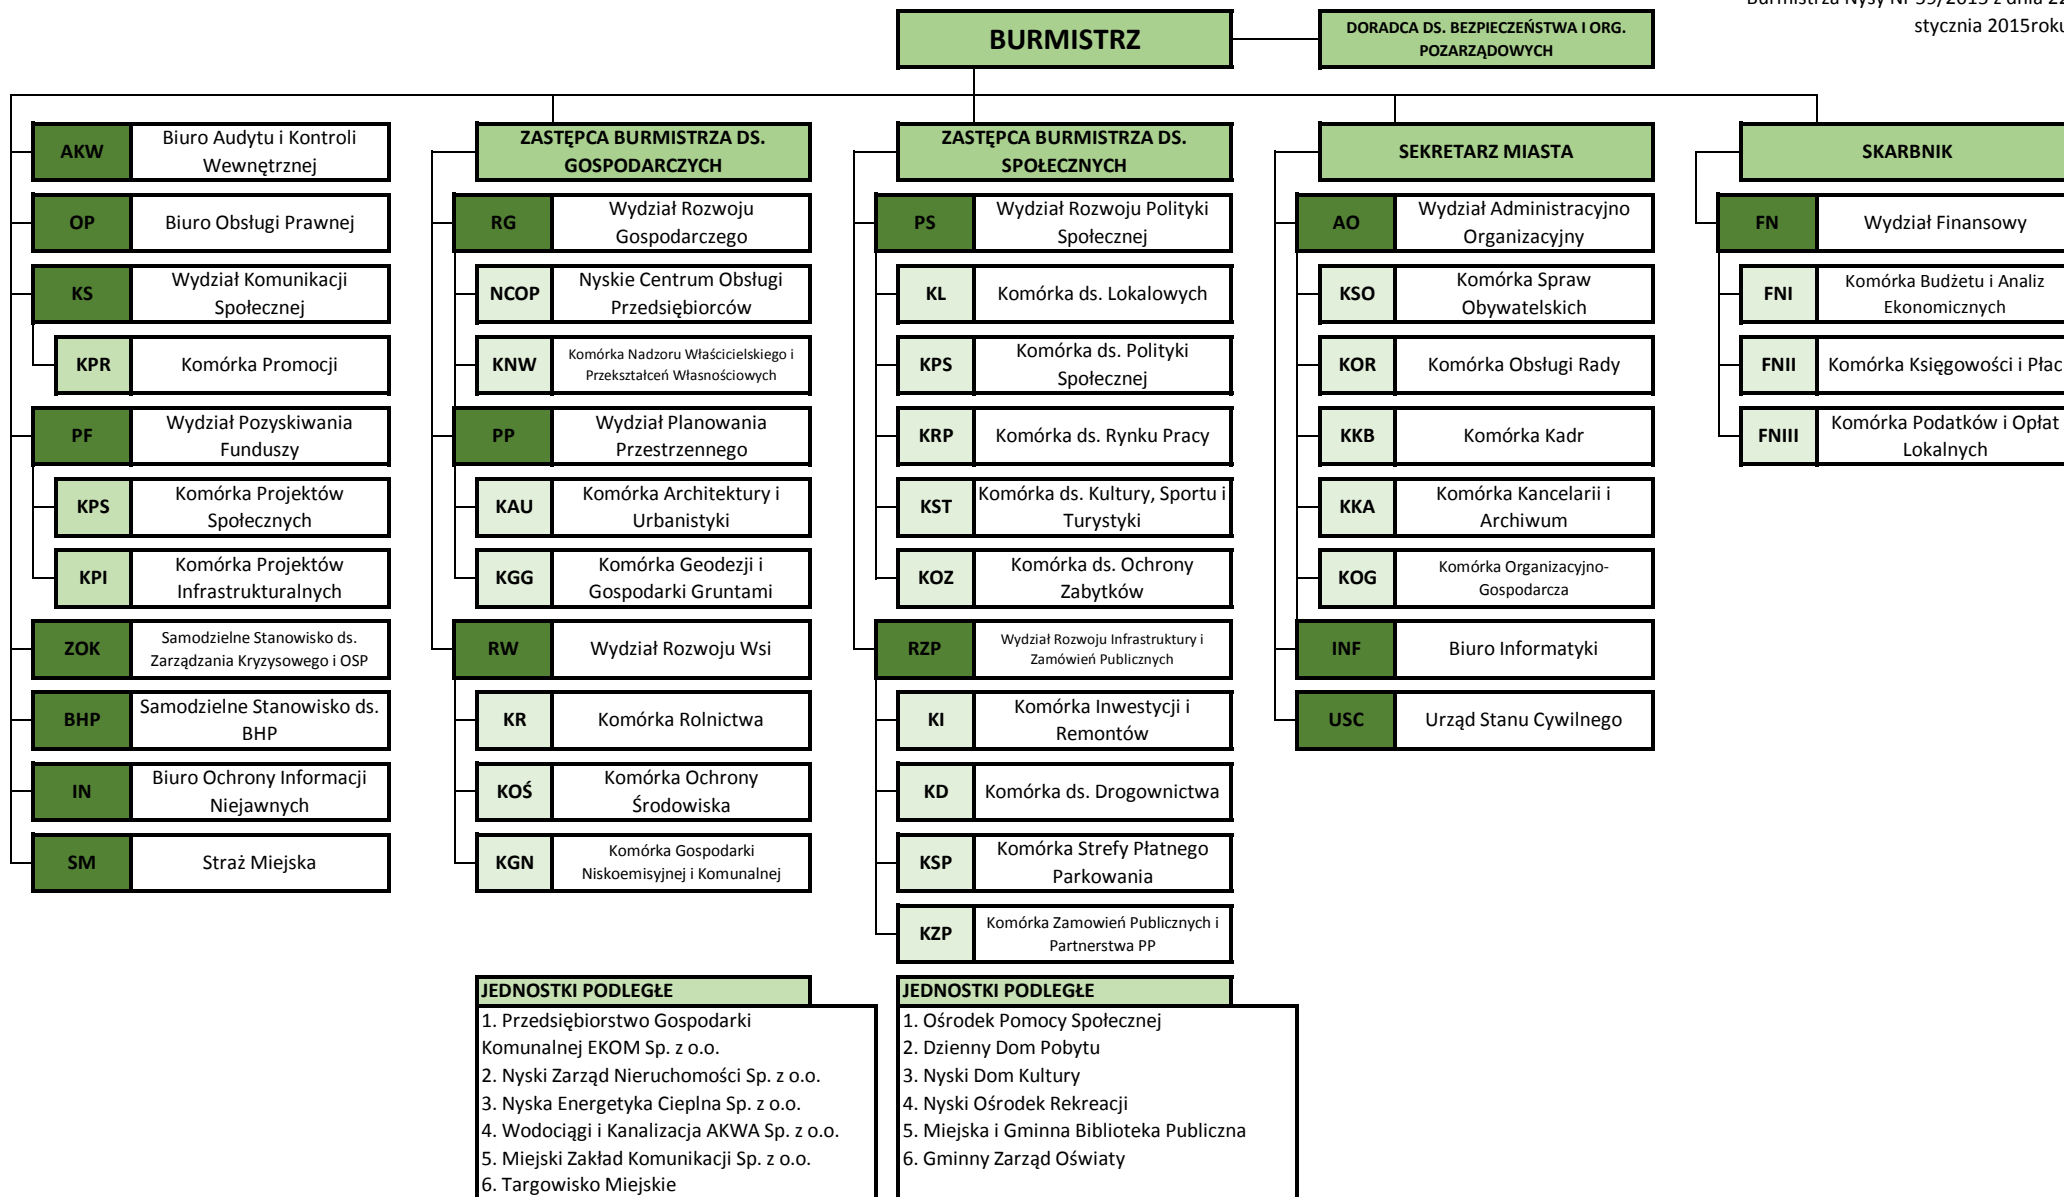 Burmistrza Nysy Nr 39/2015 z dnia 22
stycznia 2015roku
BURMISTRZ
DORADCA DS. BEZPIECZEŃSTWA I ORG.
POZARZĄDOWYCH
AKW
Biuro Audytu i Kontroli
Wewnętrznej
OP
Biuro Obsługi Prawnej
KS
Wydział Komunikacji
Społecznej
KPR
Komórka Promocji
PF
Wydział Pozyskiwania
Funduszy
KPS
Komórka Projektów
Społecznych
KPI
Komórka Projektów
Infrastrukturalnych
ZOK
Samodzielne Stanowisko ds.
Zarządzania Kryzysowego i OSP
BHP
Samodzielne Stanowisko ds.
BHP
IN
Biuro Ochrony Informacji
Niejawnych
SM
Straż Miejska
ZASTĘPCA BURMISTRZA DS.
GOSPODARCZYCH
RG
Wydział Rozwoju
Gospodarczego
NCOP
Nyskie Centrum Obsługi
Przedsiębiorców
KNW
Komórka Nadzoru Właścicielskiego i
Przekształceń Własnościowych
PP
Wydział Planowania
Przestrzennego
KAU
Komórka Architektury i
Urbanistyki
KGG
Komórka Geodezji i
Gospodarki Gruntami
RW
Wydział Rozwoju Wsi
KR
Komórka Rolnictwa
KOŚ
Komórka Ochrony
Środowiska
KGN
Komórka Gospodarki
Niskoemisyjnej i Komunalnej
JEDNOSTKI PODLEGŁE
1. Przedsiębiorstwo Gospodarki
Komunalnej EKOM Sp. z o.o.
2. Nyski Zarząd Nieruchomości Sp. z o.o.
3. Nyska Energetyka Cieplna Sp. z o.o.
4. Wodociągi i Kanalizacja AKWA Sp. z o.o.
5. Miejski Zakład Komunikacji Sp. z o.o.
6. Targowisko Miejskie
ZASTĘPCA BURMISTRZA DS.
SPOŁECZNYCH
PS
Wydział Rozwoju Polityki
Społecznej
KL
Komórka ds. Lokalowych
KPS
Komórka ds. Polityki
Społecznej
KRP
Komórka ds. Rynku Pracy
KST
Komórka ds. Kultury, Sportu i
Turystyki
KOZ
Komórka ds. Ochrony
Zabytków
RZP
Wydział Rozwoju Infrastruktury i
Zamówień Publicznych
KI
Komórka Inwestycji i
Remontów
KD
Komórka ds. Drogownictwa
KSP
Komórka Strefy Płatnego
Parkowania
KZP
Komórka Zamowień Publicznych i
Partnerstwa PP
JEDNOSTKI PODLEGŁE
1. Ośrodek Pomocy Społecznej
2. Dzienny Dom Pobytu
3. Nyski Dom Kultury
4. Nyski Ośrodek Rekreacji
5. Miejska i Gminna Biblioteka Publiczna
6. Gminny Zarząd Oświaty
SEKRETARZ MIASTA
AO
Wydział Administracyjno
Organizacyjny
KSO
Komórka Spraw
Obywatelskich
KOR
Komórka Obsługi Rady
KKB
Komórka Kadr
KKA
Komórka Kancelarii i
Archiwum
KOG
Komórka Organizacyjno-
Gospodarcza
INF
Biuro Informatyki
USC
Urząd Stanu Cywilnego
SKARBNIK
FN
Wydział Finansowy
FNI
Komórka Budżetu i Analiz
Ekonomicznych
FNII
Komórka Księgowości i Płac
FNIII
Komórka Podatków i Opłat
Lokalnych